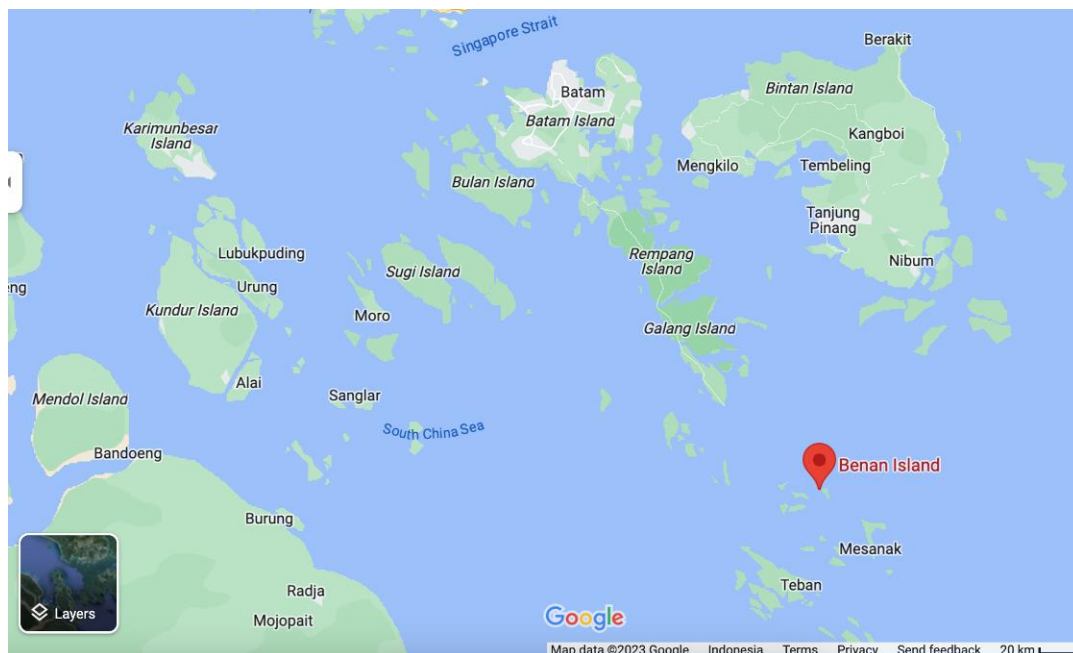 Singapore Strait
Berakit
Batam
Bintan Island
Karimunbesar
Island
Batam Island
Kangboi
Mengkilo
Tembeling
Bulan Island
Tanjung
Pinang
Lubukpuding
Rempang
Island
Nibum
Sugi Island
eng
Urung
Kundur Island
Moro
Galang Island
Alai
Mendol Island
Sanglar
South China Sea
Bandoeng
Benan Island
Burung
Mesanak
Radja
Teban
Layers
Mojopait
Google
Map data ©2023 Google Indonesia Terms Privacy Send feedback 20 km